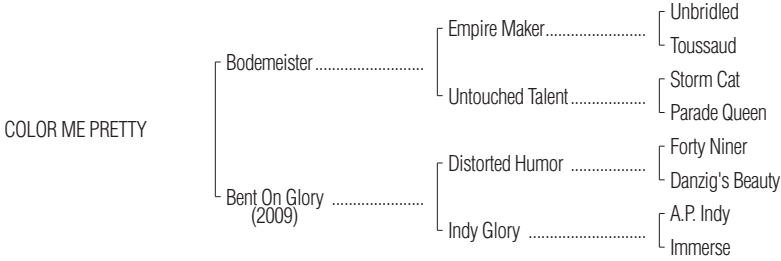 Unbridled
Empire Maker..........................
Toussaud
Bodemeister ..........................
Storm Cat
Untouched Talent...................
Parade Queen
COLOR ME PRETTY
Forty Niner
Distorted Humor ...................
Danzig's Beauty
Bent On Glory .......................
(2009)
A.P. Indy
Indy Glory .............................
Immerse